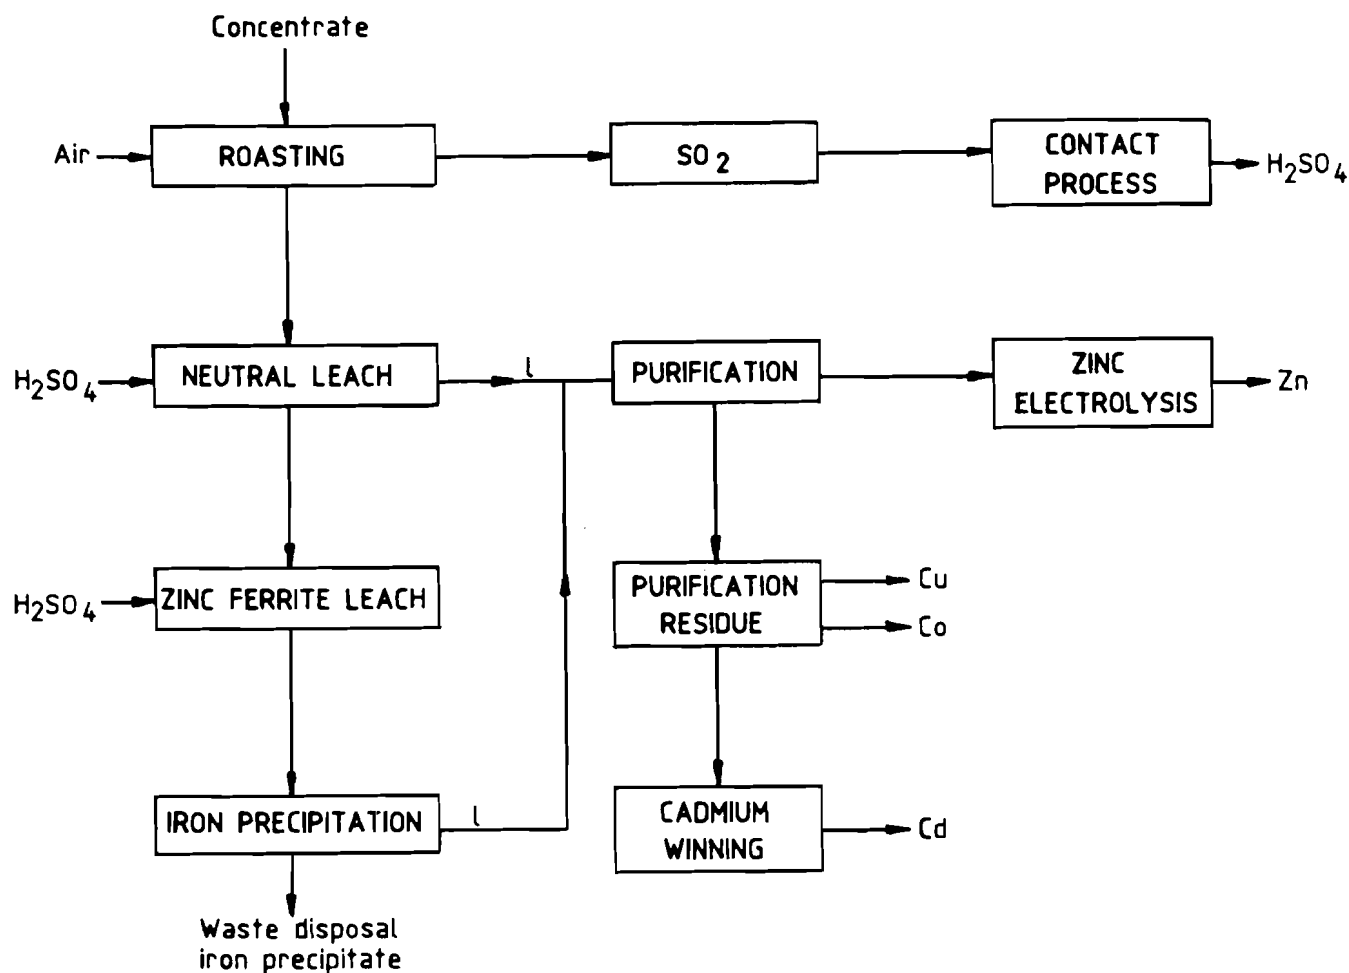 Concentrate
Air
ROASTING
SO2
CONTACT
PROCESS
H2SO4
H2SO4
NEUTRAL LEACH
l
PURIFICATION
ZINC
ELECTROLYSIS
Zn
H2SO4
ZINC FERRITE LEACH
PURIFICATION
RESIDUE
Cu
Co
IRON PRECIPITATION
l
CADMIUM
WINNING
Cd
Waste disposal
iron precipitate